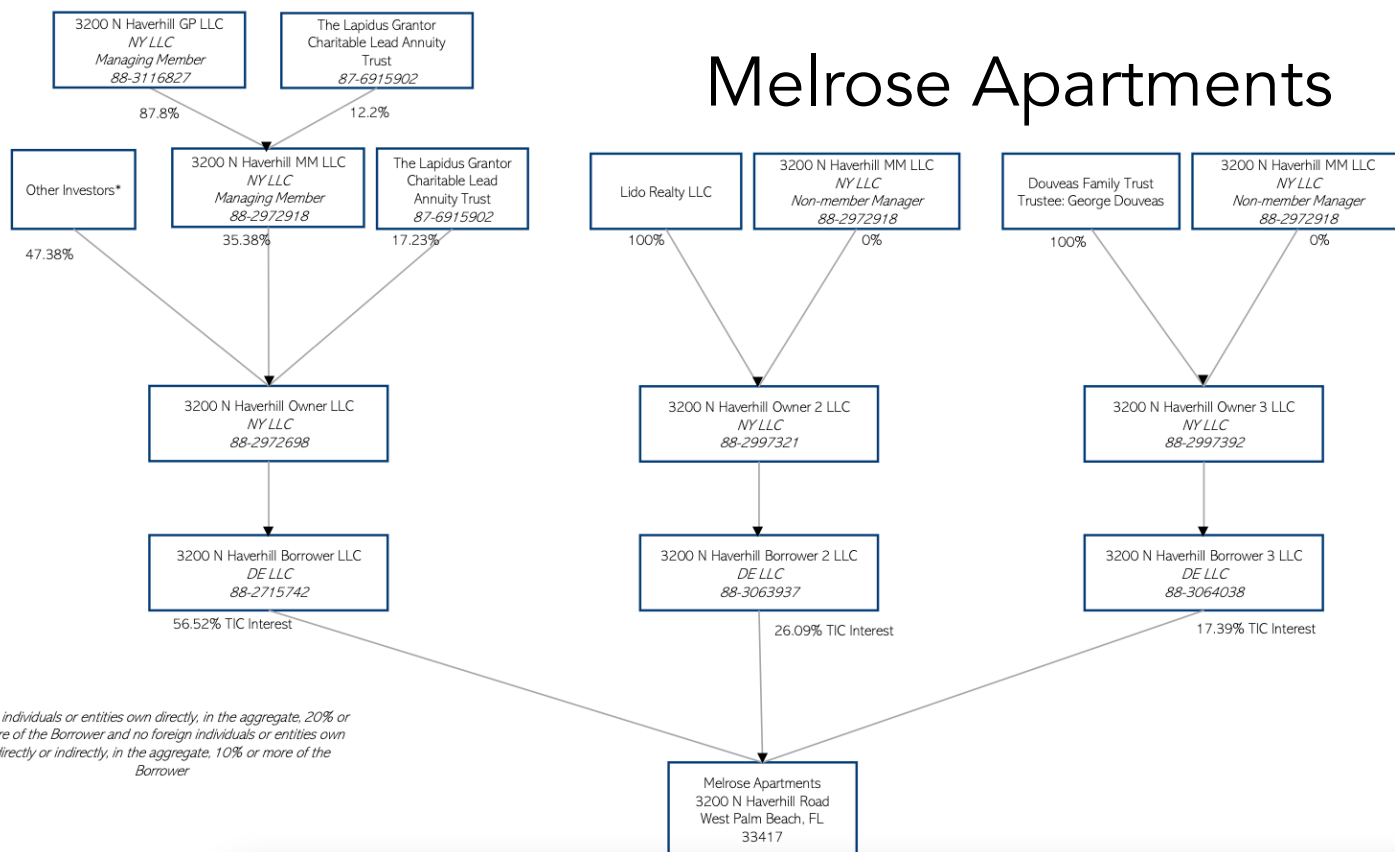 Melrose Apartments
3200 N Haverhill GP LLC
NY LLC
Managing Member
88-3116827
The Lapidus Grantor
Charitable Lead Annuity
Trust
87-6915902
87.8%
12.2%
Other Investors*
3200 N Haverhill MM LLC
NY LLC
Managing Member
88-2972918
The Lapidus Grantor
Charitable Lead
Annuity Trust
87-6915902
Lido Realty LLC
3200 N Haverhill MM LLC
NY LLC
Non-member Manager
88-2972918
Douveas Family Trust
Trustee: George Douveas
3200 N Haverhill MM LLC
NY LLC
Non-member Manager
88-2972918
47.38%
35.38%
17.23%
100%
0%
100%
0%
3200 N Haverhill Owner LLC
NY LLC
88-2972698
3200 N Haverhill Owner 2 LLC
NY LLC
88-2997321
3200 N Haverhill Owner 3 LLC
NY LLC
88-2997392
3200 N Haverhill Borrower LLC
DE LLC
88-2715742
3200 N Haverhill Borrower 2 LLC
DE LLC
88-3063937
3200 N Haverhill Borrower 3 LLC
DE LLC
88-3064038
56.52% TIC Interest
26.09% TIC Interest
17.39% TIC Interest
individuals or entities own directly, in the aggregate, 20% or
re of the Borrower and no foreign individuals or entities own
directly or indirectly, in the aggregate, 10% or more of the
Borrower
Melrose Apartments
3200 N Haverhill Road
West Palm Beach, FL
33417